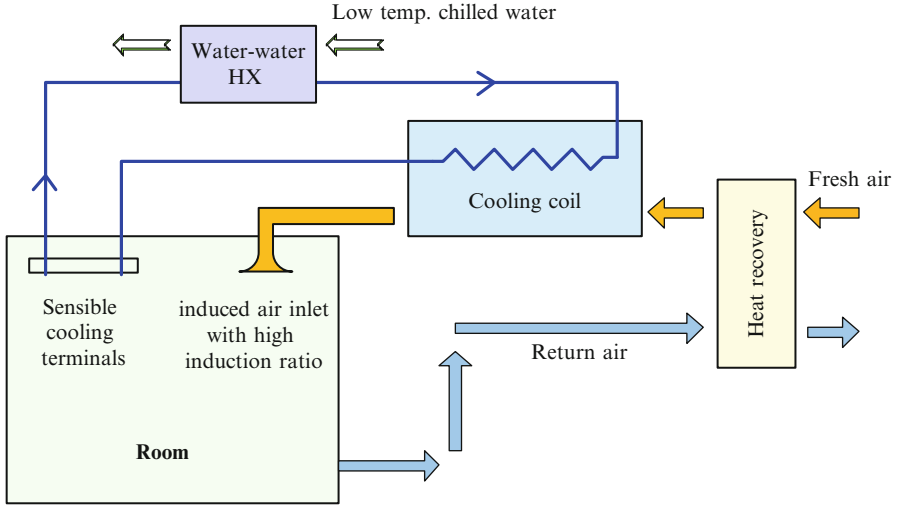 Low temp. chilled water
Water-water
HX
Cooling coil
Fresh air
Heat recovery
Sensible
cooling
terminals
induced air inlet
with high
induction ratio
Return air
Room